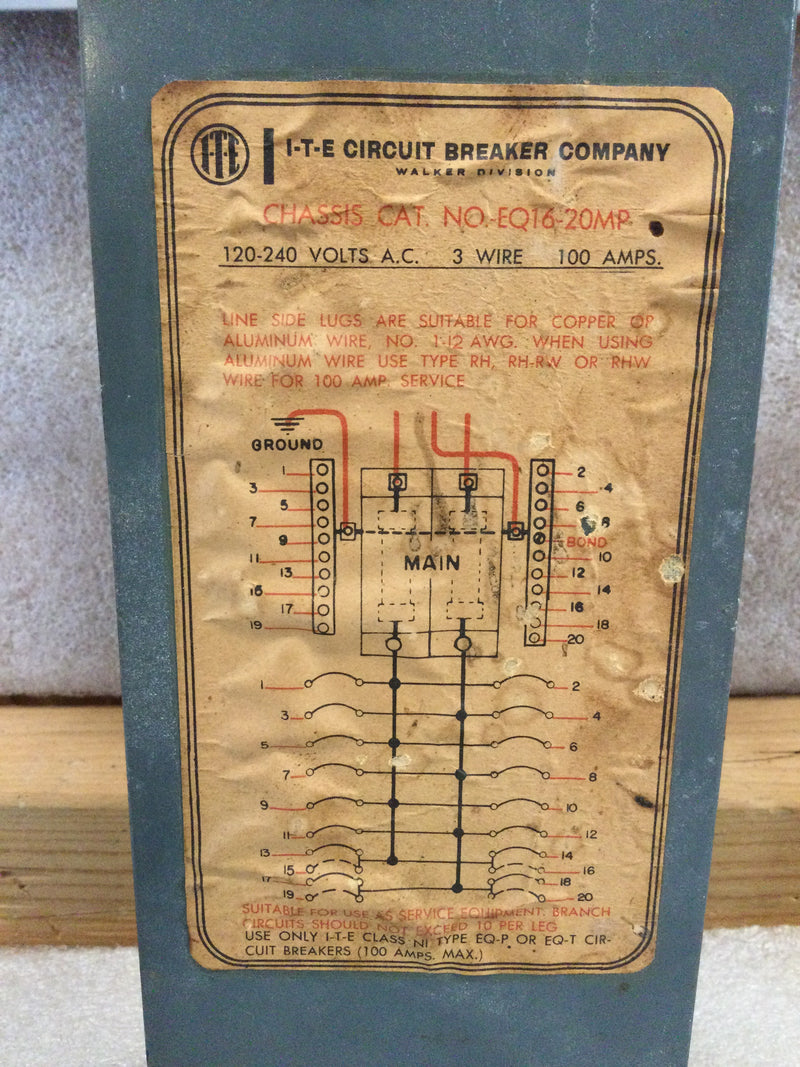 I-T-E
I-T-E CIRCUIT BREAKER COMPANY
WALKER DIVISION
CHASSIS CAT. NO. EQ16-20MP
120-240 VOLTS A.C. 3 WIRE 100 AMPS.
LINE SIDE LUGS ARE SUITABLE FOR COPPER OR
ALUMINUM WIRE, NO. 1-12 AWG. WHEN USING
ALUMINUM WIRE USE TYPE RH, RH-RW OR RHW
WIRE FOR 100 AMP. SERVICE
GROUND
1 2
3 4
5 6
7 8
9 BOND
11 10
MAIN
13 12
15 14
17 16
19 18
20
1 2
3 4
5 6
7 8
9 10
11 12
13 14
15 16
17 18
19 20
SUITABLE FOR USE AS SERVICE EQUIPMENT. BRANCH
CIRCUITS SHOULD NOT EXCEED 10 PER LEG
USE ONLY I-T-E CLASS NI TYPE EQ-P OR EQ-T CIR-
CUIT BREAKERS (100 AMPS. MAX.)